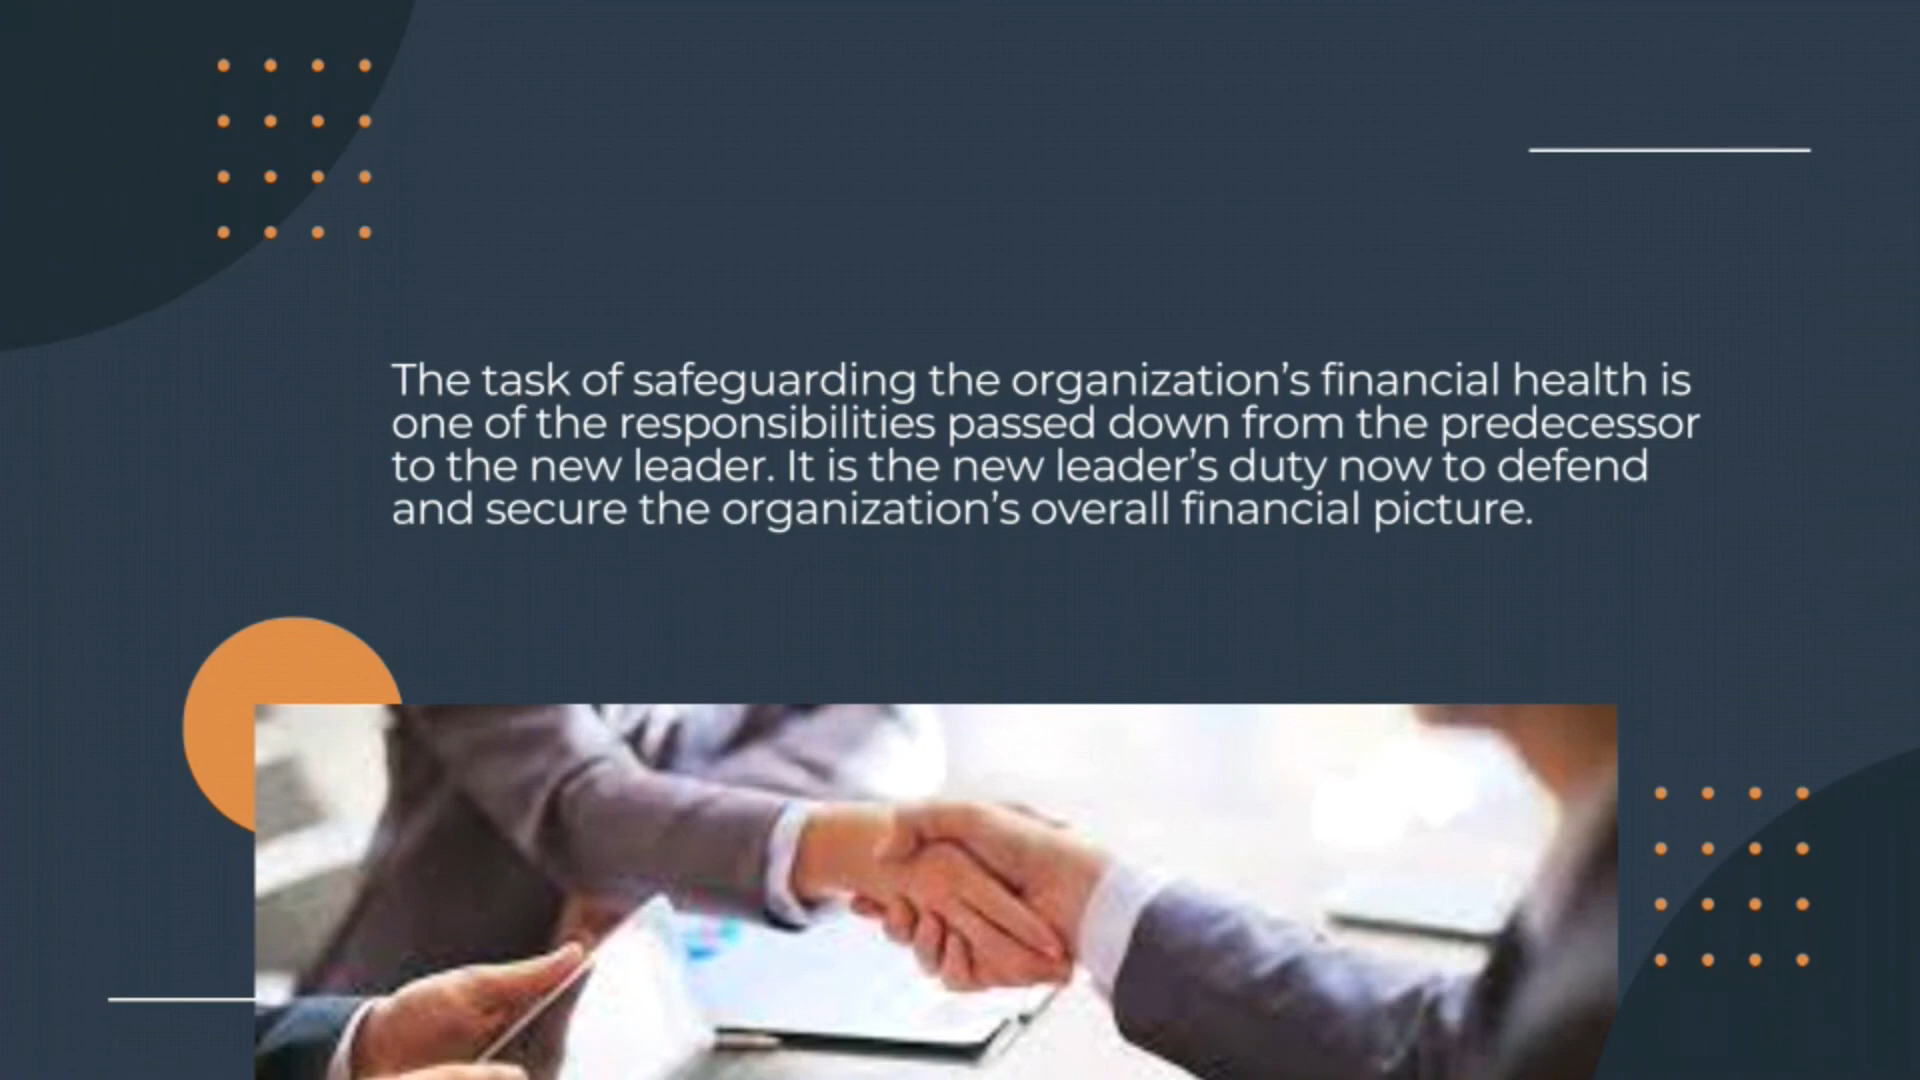 The task of safeguarding the organization’s financial health is
one of the responsibilities passed down from the predecessor
to the new leader. It is the new leader’s duty now to defend
and secure the organization’s overall financial picture.